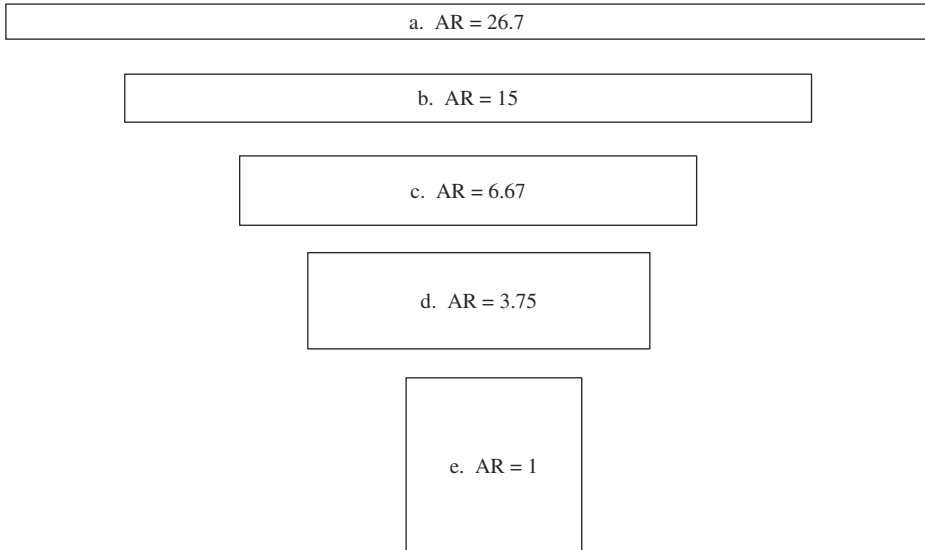 a. AR = 26.7
b. AR = 15
c. AR = 6.67
d. AR = 3.75
e. AR = 1